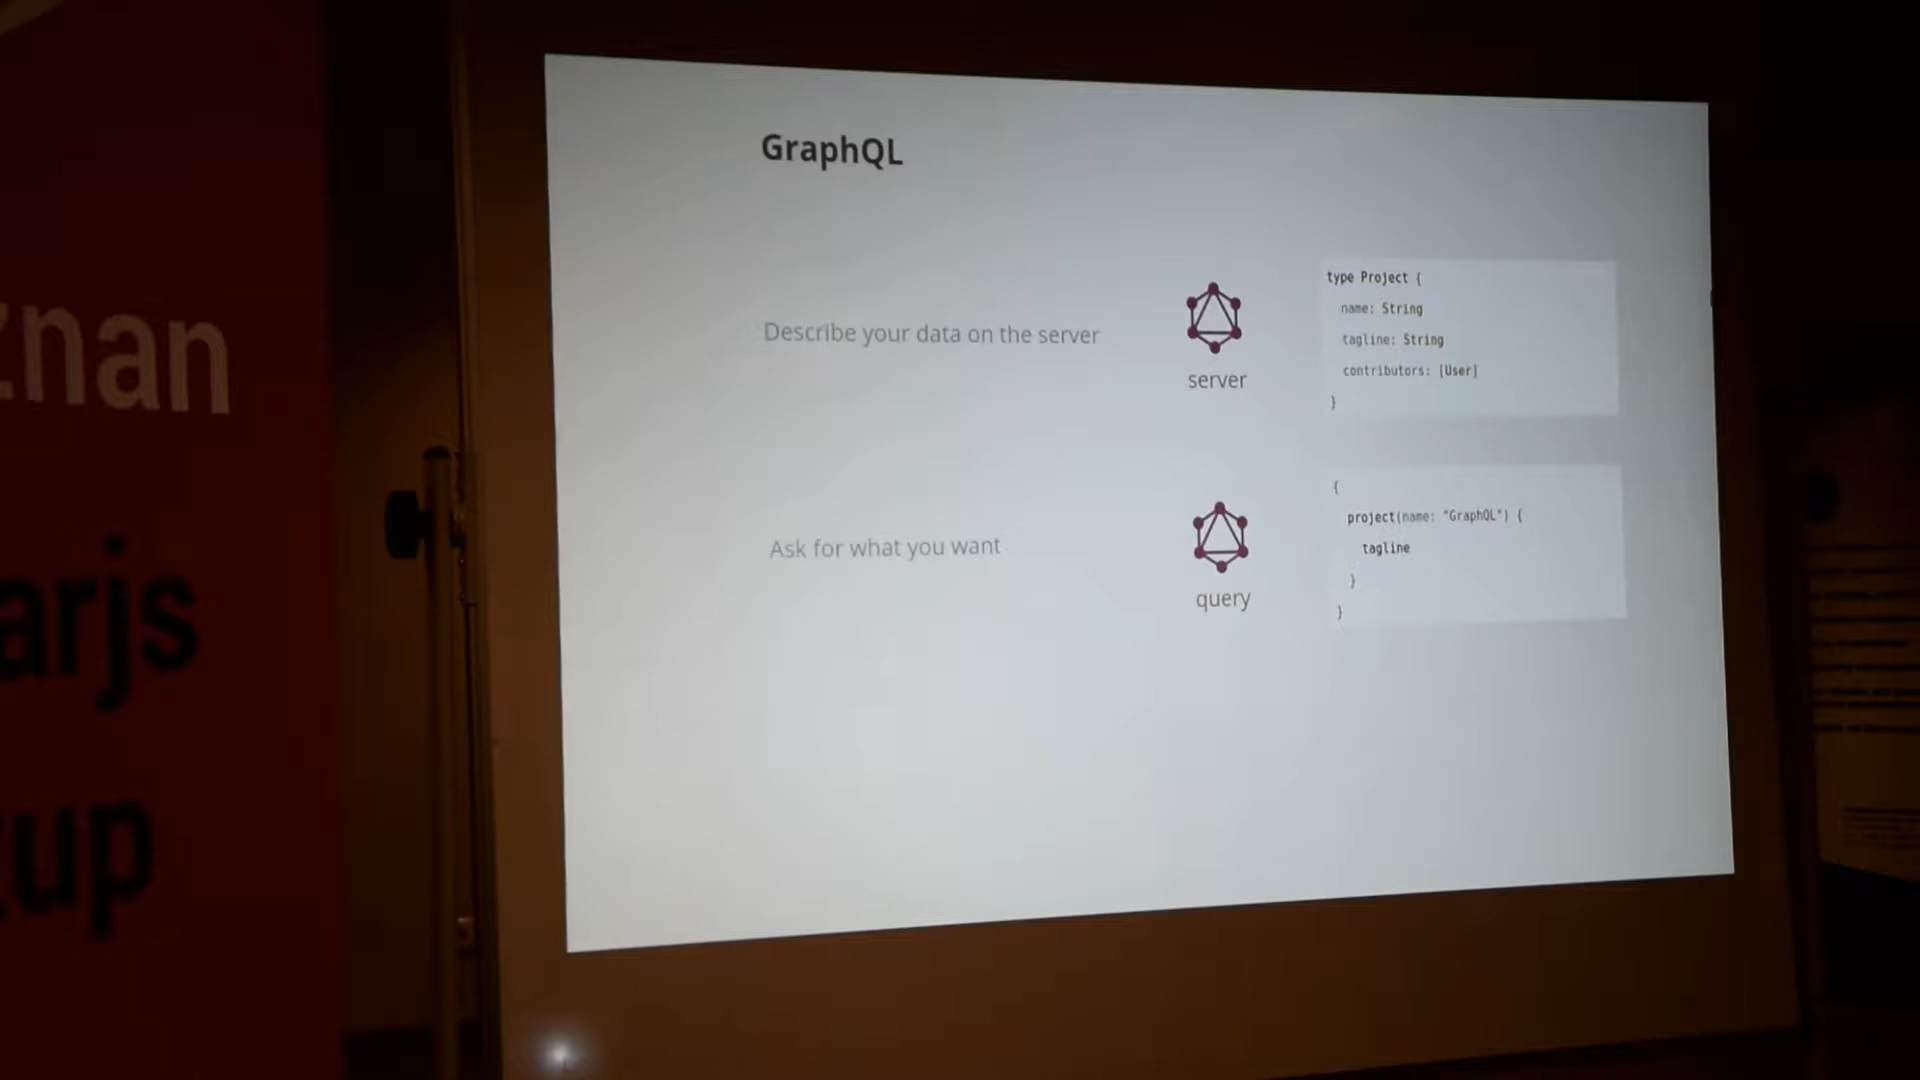 GraphQL
Describe your data on the server
server
type Project {
name: String
tagline: String
contributors: [User]
}
Ask for what you want
query
{
project(name: "GraphQL") {
tagline
}
}
znan
arjs
up